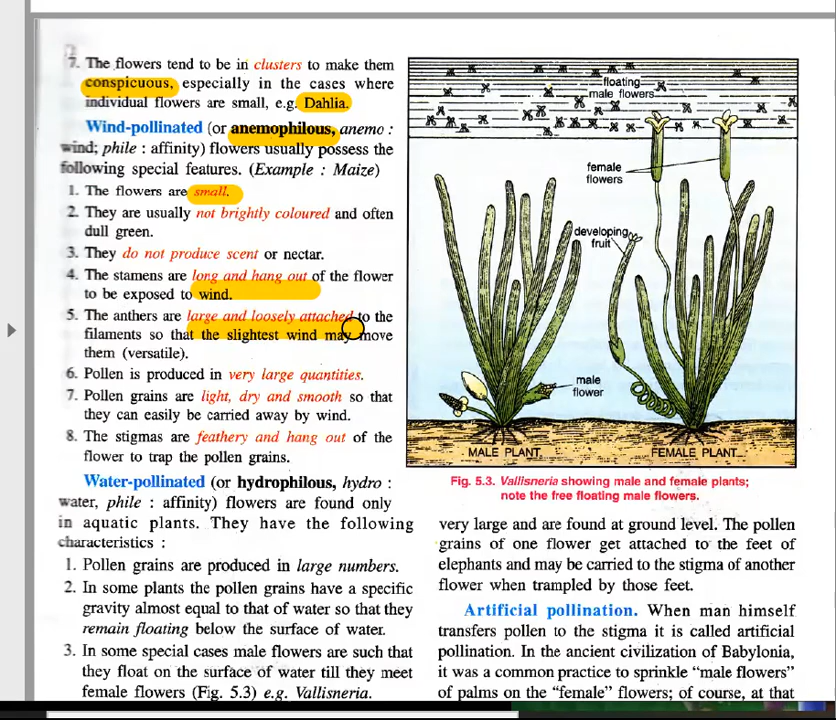 7. The flowers tend to be in clusters to make them
conspicuous, especially in the cases where
individual flowers are small, e.g. Dahlia.
Wind-pollinated (or anemophilous, anemo :
wind; phile : affinity) flowers usually possess the
following special features. (Example : Maize)
1. The flowers are small.
2. They are usually not brightly coloured and often
dull green.
3. They do not produce scent or nectar.
4. The stamens are long and hang out of the flower
to be exposed to wind.
5. The anthers are large and loosely attached to the
filaments so that the slightest wind may move
them (versatile).
6. Pollen is produced in very large quantities.
7. Pollen grains are light, dry and smooth so that
they can easily be carried away by wind.
8. The stigmas are feathery and hang out of the
flower to trap the pollen grains.
Water-pollinated (or hydrophilous, hydro :
water, phile : affinity) flowers are found only
in aquatic plants. They have the following
characteristics :
1. Pollen grains are produced in large numbers.
2. In some plants the pollen grains have a specific
gravity almost equal to that of water so that they
remain floating below the surface of water.
3. In some special cases male flowers are such that
they float on the surface of water till they meet
female flowers (Fig. 5.3) e.g. Vallisneria.
floating
male flowers
female
flowers
developing
fruit
male
flower
MALE PLANT
FEMALE PLANT
Fig. 5.3. Vallisneria showing male and female plants;
note the free floating male flowers.
very large and are found at ground level. The pollen
grains of one flower get attached to the feet of
elephants and may be carried to the stigma of another
flower when trampled by those feet.
Artificial pollination. When man himself
transfers pollen to the stigma it is called artificial
pollination. In the ancient civilization of Babylonia,
it was a common practice to sprinkle “male flowers”
of palms on the “female” flowers; of course, at that